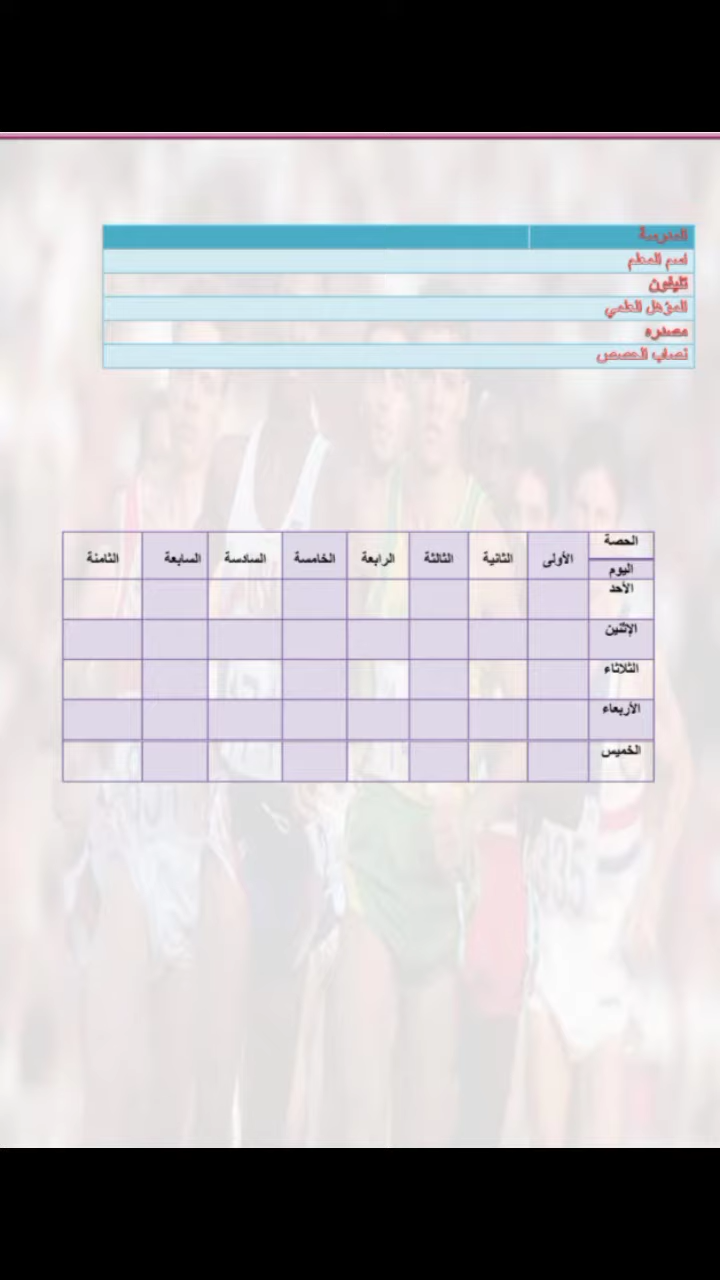 المدرسة
اسم المعلم
تليفون
المؤهل العلمي
مصدره
نصاب الحصص
الحصة
اليوم
الأولى الثانية الثالثة الرابعة الخامسة السادسة السابعة الثامنة
الأحد
الإثنين
الثلاثاء
الأربعاء
الخميس